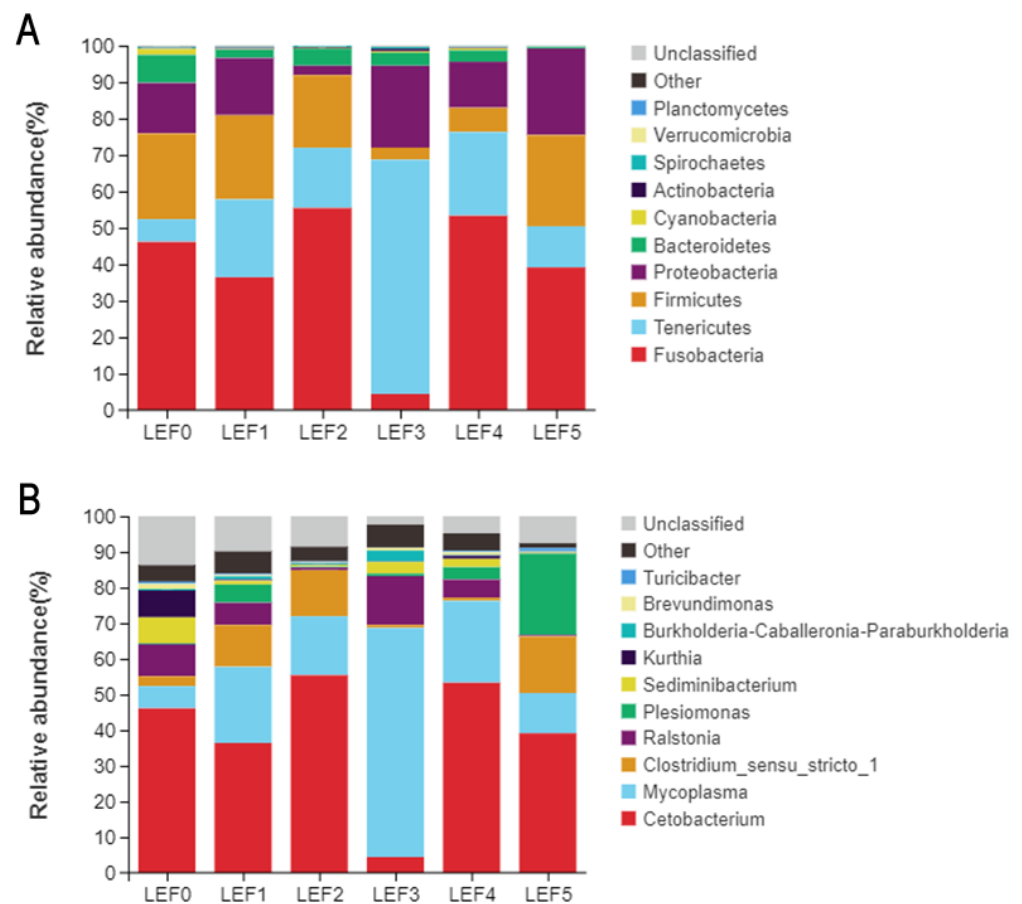 A
Relative abundance(%)
100
90
80
70
60
50
40
30
20
10
0
LEF0 LEF1 LEF2 LEF3 LEF4 LEF5
Unclassified
Other
Planctomycetes
Verrucomicrobia
Spirochaetes
Actinobacteria
Cyanobacteria
Bacteroidetes
Proteobacteria
Firmicutes
Tenericutes
Fusobacteria
B
Relative abundance(%)
100
90
80
70
60
50
40
30
20
10
0
LEF0 LEF1 LEF2 LEF3 LEF4 LEF5
Unclassified
Other
Turicibacter
Brevundimonas
Burkholderia-Caballeronia-Paraburkholderia
Kurthia
Sediminibacterium
Plesiomonas
Ralstonia
Clostridium_sensu_stricto_1
Mycoplasma
Cetobacterium